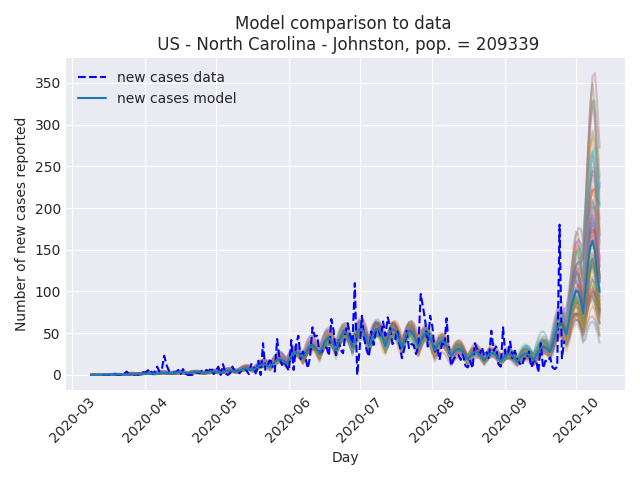 Model comparison to data
US - North Carolina - Johnston, pop. = 209339
new cases data
new cases model
Number of new cases reported
350
300
250
200
150
100
50
0
2020-03
2020-04
2020-05
2020-06
2020-07
2020-08
2020-09
2020-10
Day